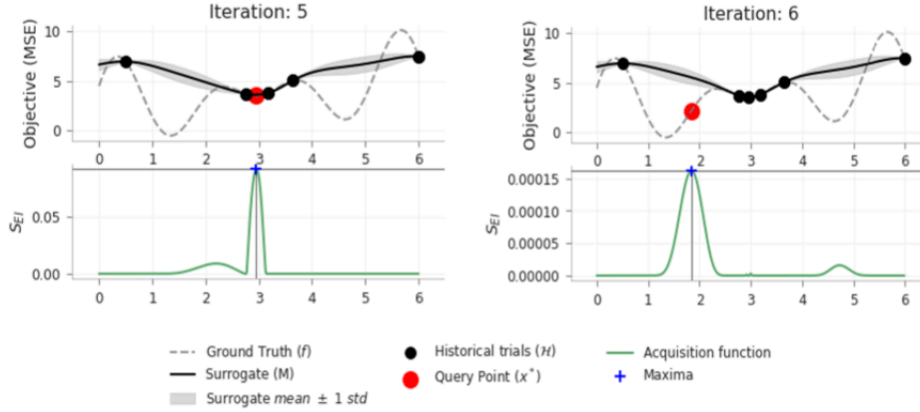 Iteration: 5
Objective (MSE)
10
5
0
0 1 2 3 4 5 6
S_EI
0.05
0.00
0 1 2 3 4 5 6
Iteration: 6
Objective (MSE)
10
5
0
0 1 2 3 4 5 6
S_EI
0.00015
0.00010
0.00005
0.00000
0 1 2 3 4 5 6
Ground Truth (f)
Historical trials (ℋ)
Acquisition function
Surrogate (M)
Query Point (x*)
Maxima
Surrogate mean ± 1 std